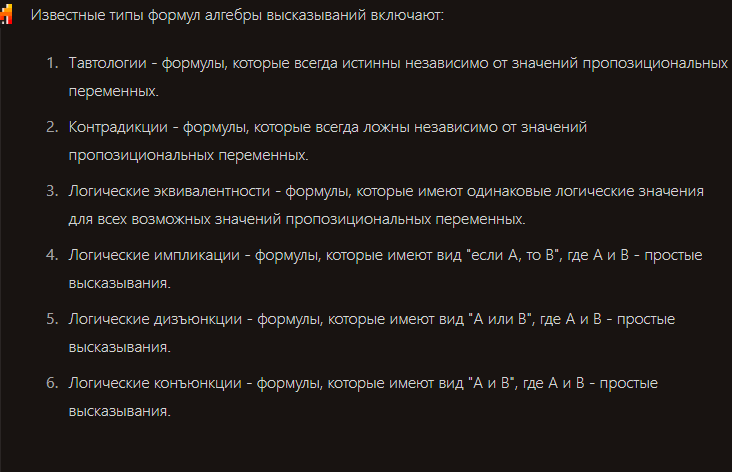 Известные типы формул алгебры высказываний включают:
1. Тавтологии - формулы, которые всегда истинны независимо от значений пропозициональных
переменных.
2. Контрадикции - формулы, которые всегда ложны независимо от значений
пропозициональных переменных.
3. Логические эквивалентности - формулы, которые имеют одинаковые логические значения
для всех возможных значений пропозициональных переменных.
4. Логические импликации - формулы, которые имеют вид "если A, то B", где A и B - простые
высказывания.
5. Логические дизъюнкции - формулы, которые имеют вид "A или B", где A и B - простые
высказывания.
6. Логические конъюнкции - формулы, которые имеют вид "A и B", где A и B - простые
высказывания.